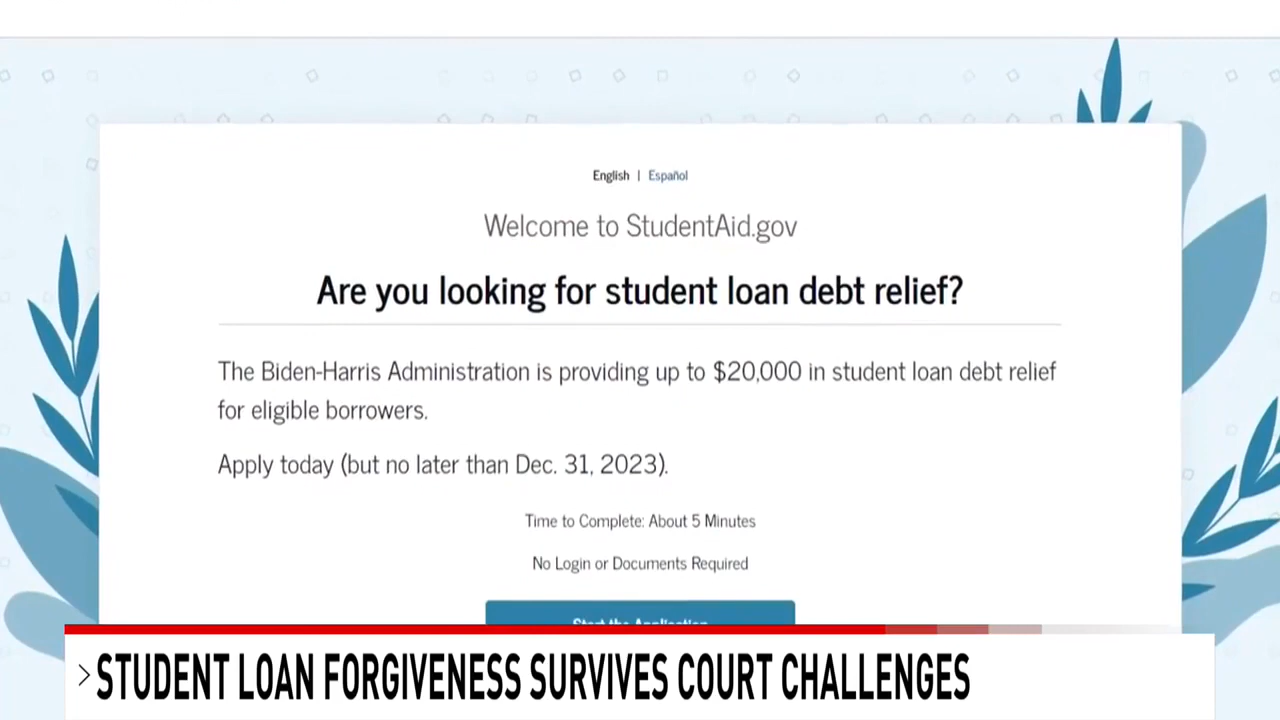 English | Español
Welcome to StudentAid.gov
Are you looking for student loan debt relief?
The Biden-Harris Administration is providing up to $20,000 in student loan debt relief
for eligible borrowers.
Apply today (but no later than Dec. 31, 2023).
Time to Complete: About 5 Minutes
No Login or Documents Required
Start the Application
>STUDENT LOAN FORGIVENESS SURVIVES COURT CHALLENGES